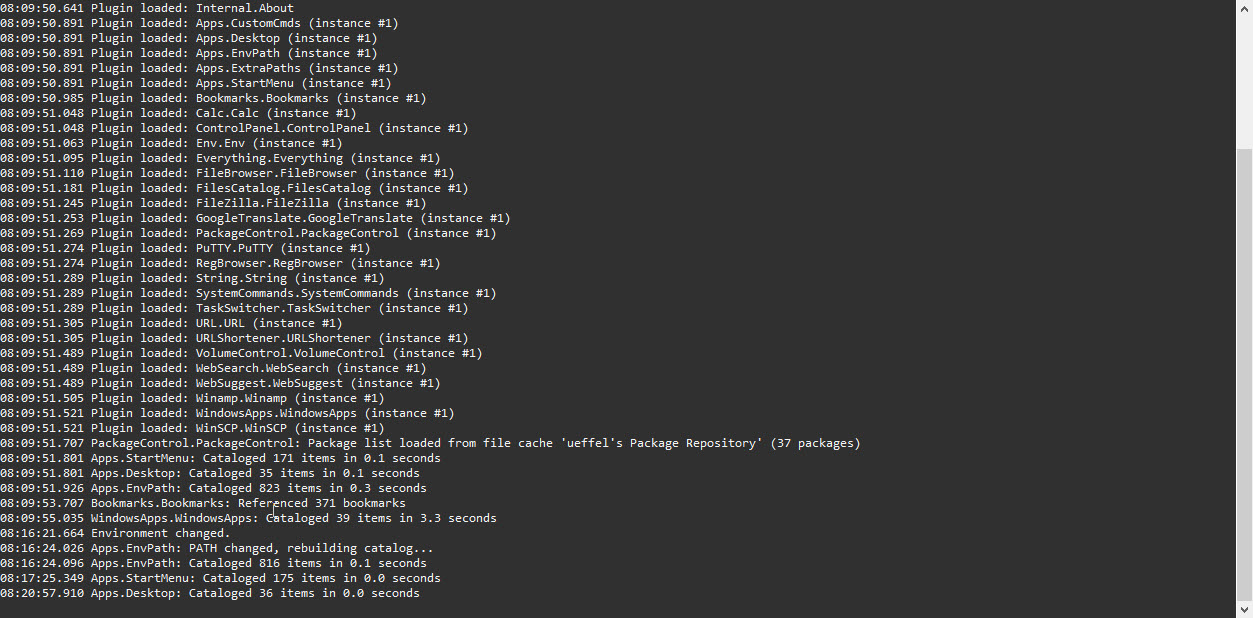 08:09:50.641 Plugin loaded: Internal.About
08:09:50.891 Plugin loaded: Apps.CustomCmds (instance #1)
08:09:50.891 Plugin loaded: Apps.Desktop (instance #1)
08:09:50.891 Plugin loaded: Apps.EnvPath (instance #1)
08:09:50.891 Plugin loaded: Apps.ExtraPaths (instance #1)
08:09:50.891 Plugin loaded: Apps.StartMenu (instance #1)
08:09:50.985 Plugin loaded: Bookmarks.Bookmarks (instance #1)
08:09:51.048 Plugin loaded: Calc.Calc (instance #1)
08:09:51.048 Plugin loaded: ControlPanel.ControlPanel (instance #1)
08:09:51.063 Plugin loaded: Env.Env (instance #1)
08:09:51.095 Plugin loaded: Everything.Everything (instance #1)
08:09:51.110 Plugin loaded: FileBrowser.FileBrowser (instance #1)
08:09:51.181 Plugin loaded: FilesCatalog.FilesCatalog (instance #1)
08:09:51.245 Plugin loaded: FileZilla.FileZilla (instance #1)
08:09:51.253 Plugin loaded: GoogleTranslate.GoogleTranslate (instance #1)
08:09:51.269 Plugin loaded: PackageControl.PackageControl (instance #1)
08:09:51.274 Plugin loaded: PuTTY.PuTTY (instance #1)
08:09:51.274 Plugin loaded: RegBrowser.RegBrowser (instance #1)
08:09:51.289 Plugin loaded: String.String (instance #1)
08:09:51.289 Plugin loaded: SystemCommands.SystemCommands (instance #1)
08:09:51.289 Plugin loaded: TaskSwitcher.TaskSwitcher (instance #1)
08:09:51.305 Plugin loaded: URL.URL (instance #1)
08:09:51.305 Plugin loaded: URLShortener.URLShortener (instance #1)
08:09:51.489 Plugin loaded: VolumeControl.VolumeControl (instance #1)
08:09:51.489 Plugin loaded: WebSearch.WebSearch (instance #1)
08:09:51.489 Plugin loaded: WebSuggest.WebSuggest (instance #1)
08:09:51.505 Plugin loaded: Winamp.Winamp (instance #1)
08:09:51.521 Plugin loaded: WindowsApps.WindowsApps (instance #1)
08:09:51.521 Plugin loaded: WinSCP.WinSCP (instance #1)
08:09:51.707 PackageControl.PackageControl: Package list loaded from file cache 'ueffel's Package Repository' (37 packages)
08:09:51.801 Apps.StartMenu: Cataloged 171 items in 0.1 seconds
08:09:51.801 Apps.Desktop: Cataloged 35 items in 0.1 seconds
08:09:51.926 Apps.EnvPath: Cataloged 823 items in 0.3 seconds
08:09:53.707 Bookmarks.Bookmarks: Referenced 371 bookmarks
08:09:55.035 WindowsApps.WindowsApps: Cataloged 39 items in 3.3 seconds
08:16:21.664 Environment changed.
08:16:24.026 Apps.EnvPath: PATH changed, rebuilding catalog...
08:16:24.096 Apps.EnvPath: Cataloged 816 items in 0.1 seconds
08:17:25.349 Apps.StartMenu: Cataloged 175 items in 0.0 seconds
08:20:57.910 Apps.Desktop: Cataloged 36 items in 0.0 seconds